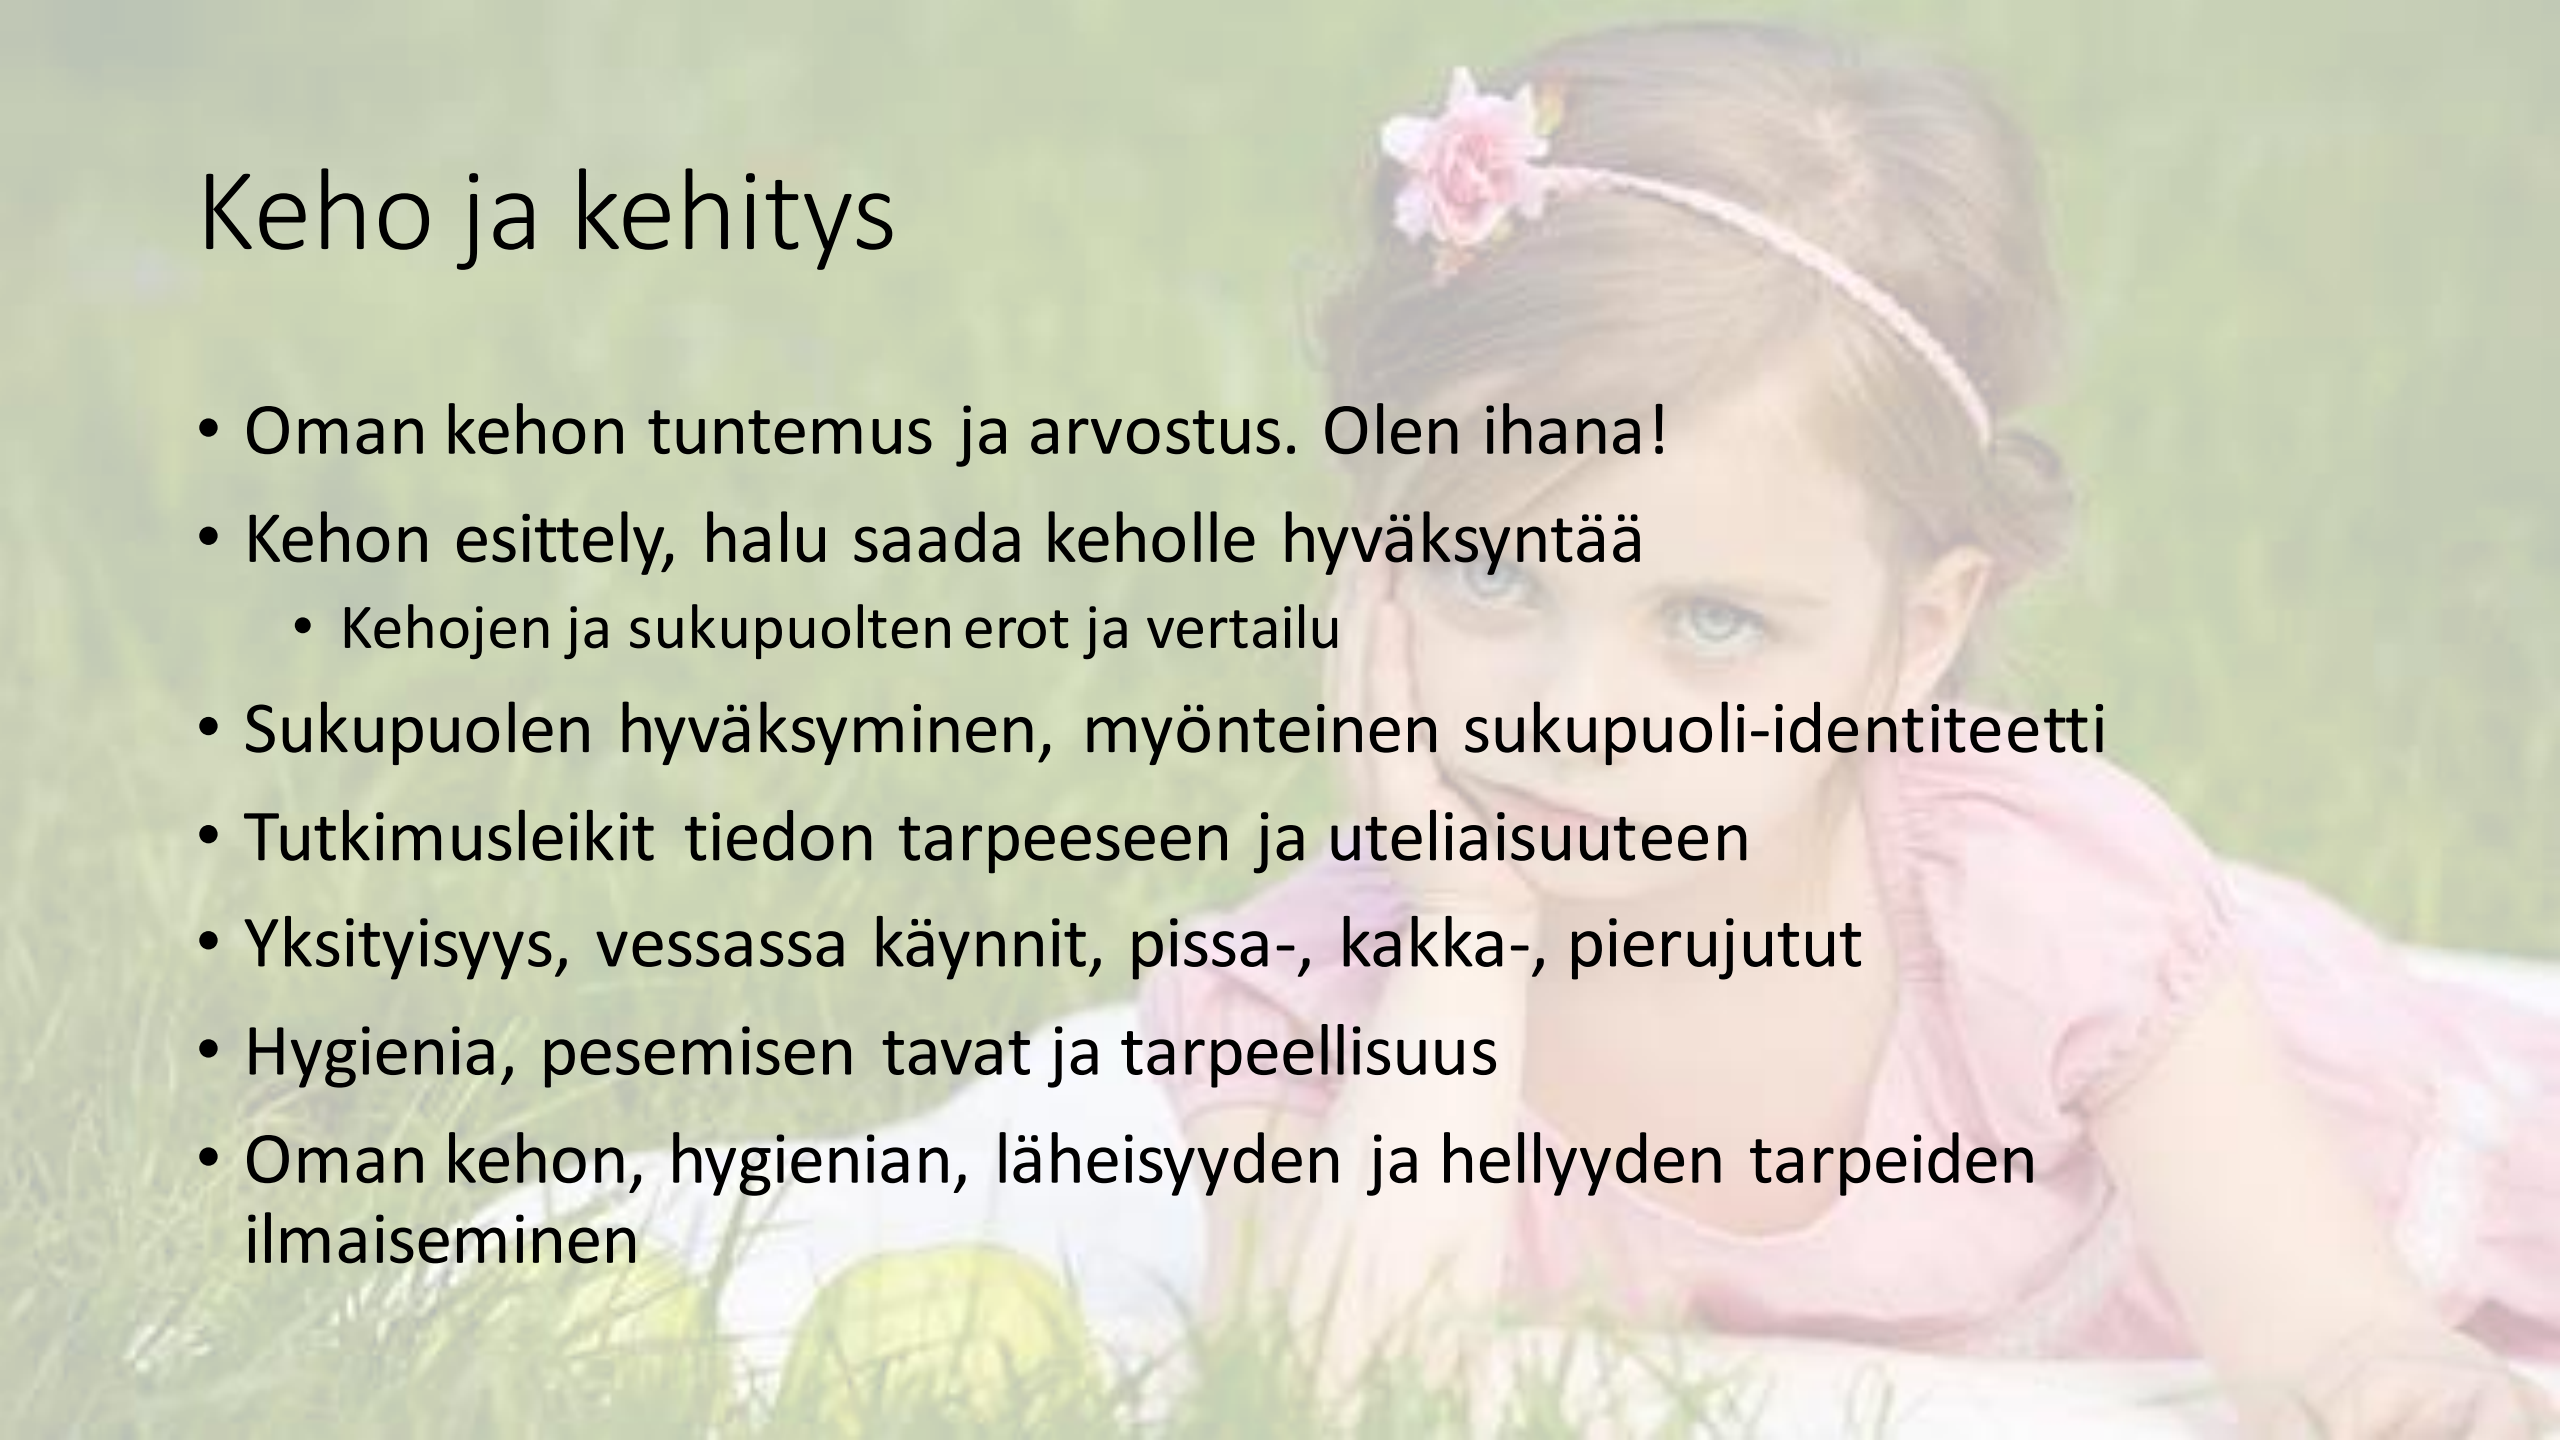 Keho ja kehitys
• Oman kehon tuntemus ja arvostus. Olen ihana!
• Kehon esittely, halu saada keholle hyväksyntää
• Kehojen ja sukupuolten erot ja vertailu
• Sukupuolen hyväksyminen, myönteinen sukupuoli-identiteetti
• Tutkimusleikit tiedon tarpeeseen ja uteliaisuuteen
• Yksityisyys, vessassa käynnit, pissa-, kakka-, pierujutut
• Hygienia, pesemisen tavat ja tarpeellisuus
• Oman kehon, hygienian, läheisyyden ja hellyyden tarpeiden
ilmaiseminen